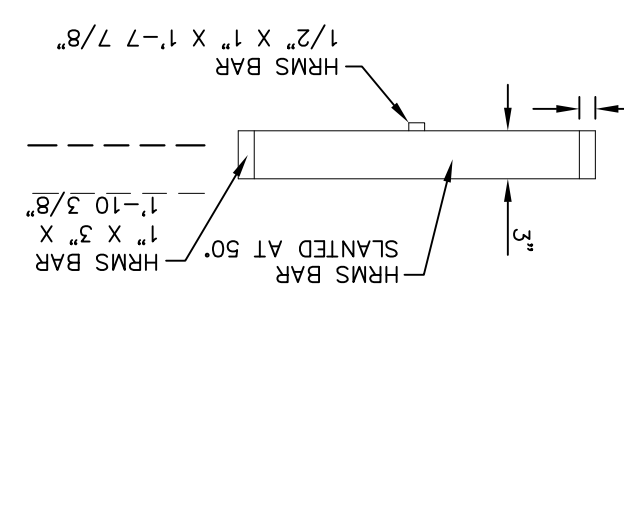 HRMS BAR
SLANTED AT 50°
3"
HRMS BAR
1" X 3" X
1'-10 3/8"
HRMS BAR
1/2" X 1" X 1'-7 7/8"